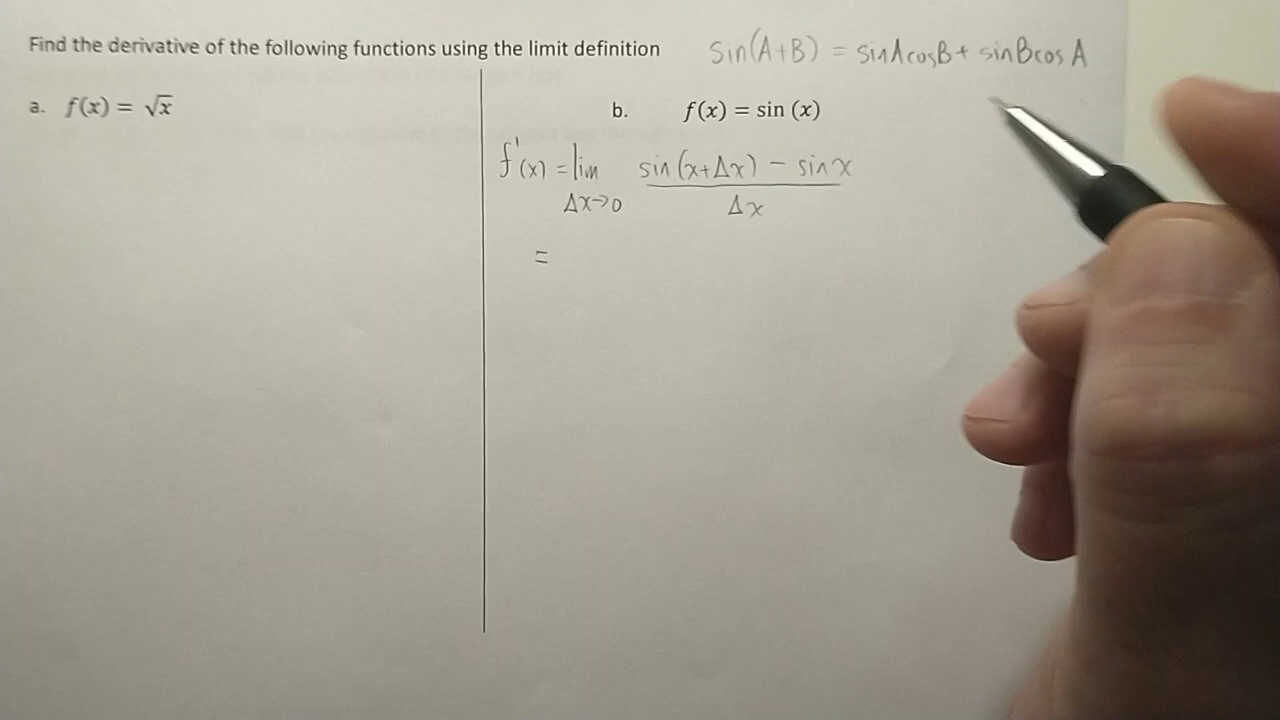 Find the derivative of the following functions using the limit definition
sin(A+B) = sinAcosB + sinBcosA
a. f(x) = √x
b. f(x) = sin (x)
f'(x) = lim sin(x+Δx) - sinx
Δx→0 Δx
=